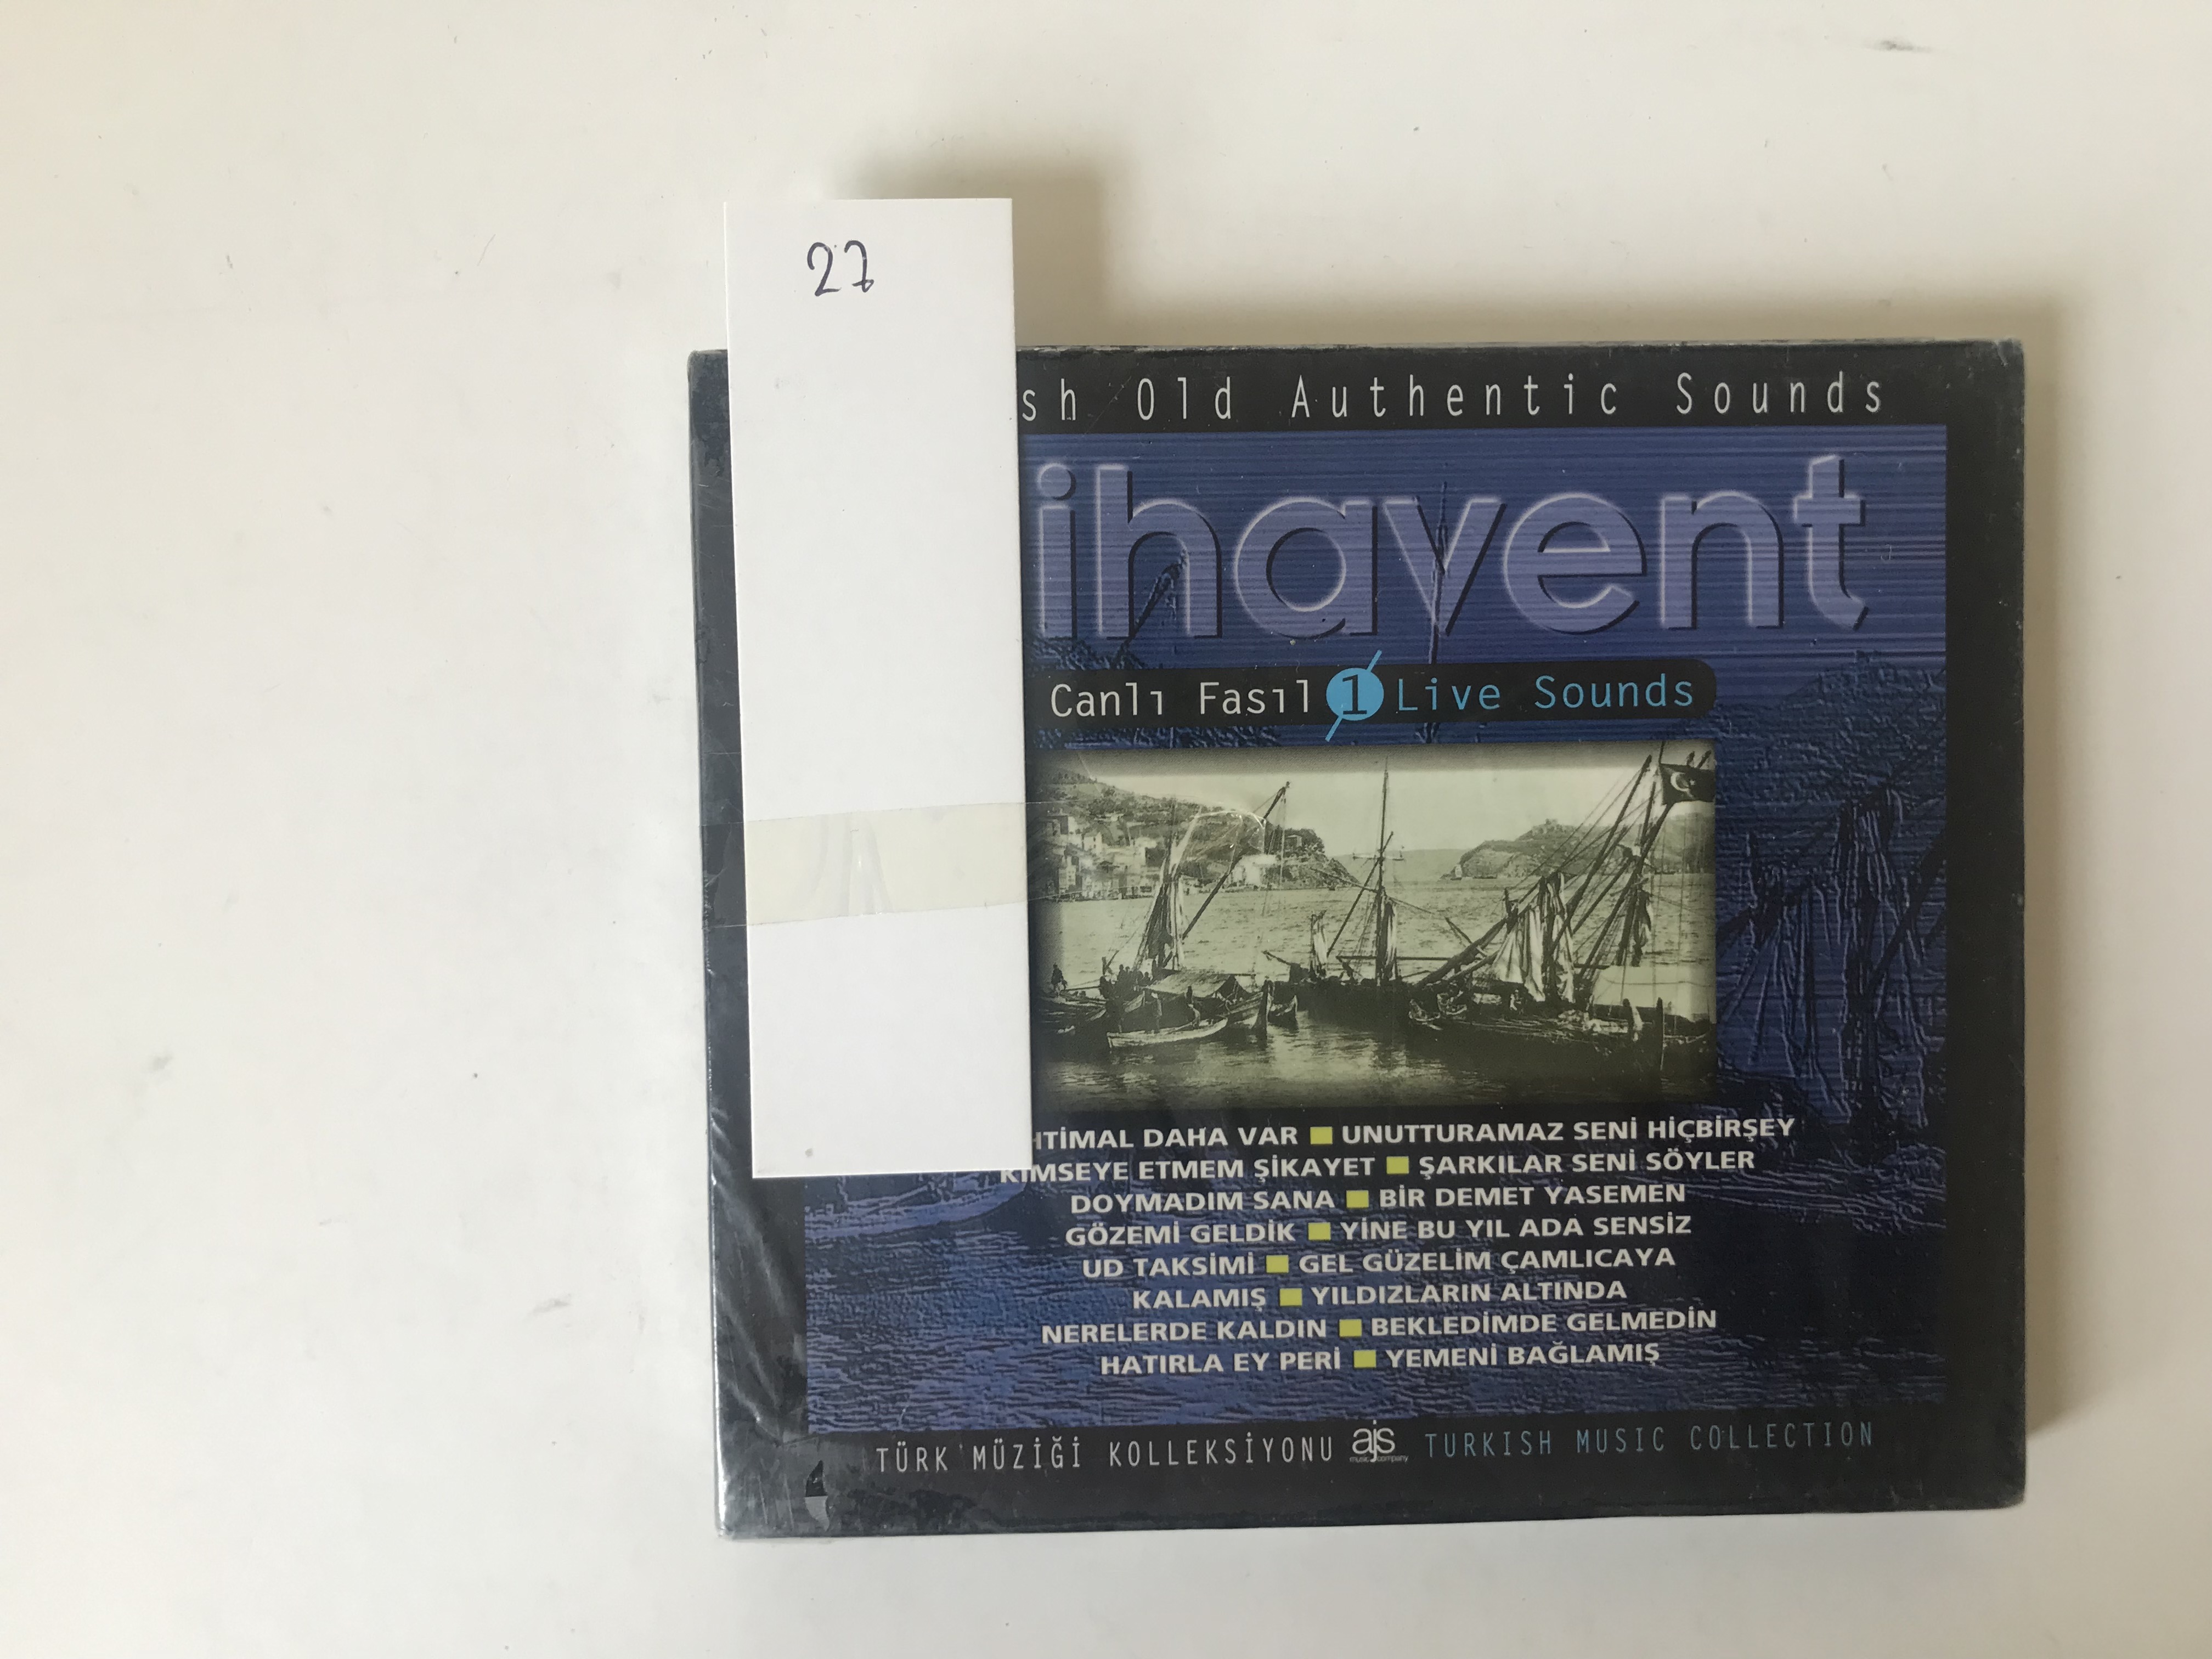 27
sh Old Authentic Sounds
ihavent
Canlı Fasıl 1 Live Sounds
HTİMAL DAHA VAR ■ UNUTTURAMAZ SENİ HİÇBİRŞEY
KİMSEYE ETMEM ŞİKAYET ■ ŞARKILAR SENİ SÖYLER
DOYMADIM SANA ■ BİR DEMET YASEMEN
GÖZEMİ GELDİK ■ YİNE BU YIL ADA SENSİZ
UD TAKSİMİ ■ GEL GÜZELİM ÇAMLICAYA
KALAMIŞ ■ YILDIZLARIN ALTINDA
NERELERDE KALDIN ■ BEKLEDİMDE GELMEDİN
HATIRLA EY PERİ ■ YEMENİ BAĞLAMIŞ
TÜRK MÜZİĞİ KOLLEKSİYONU ajs music company TURKISH MUSIC COLLECTION